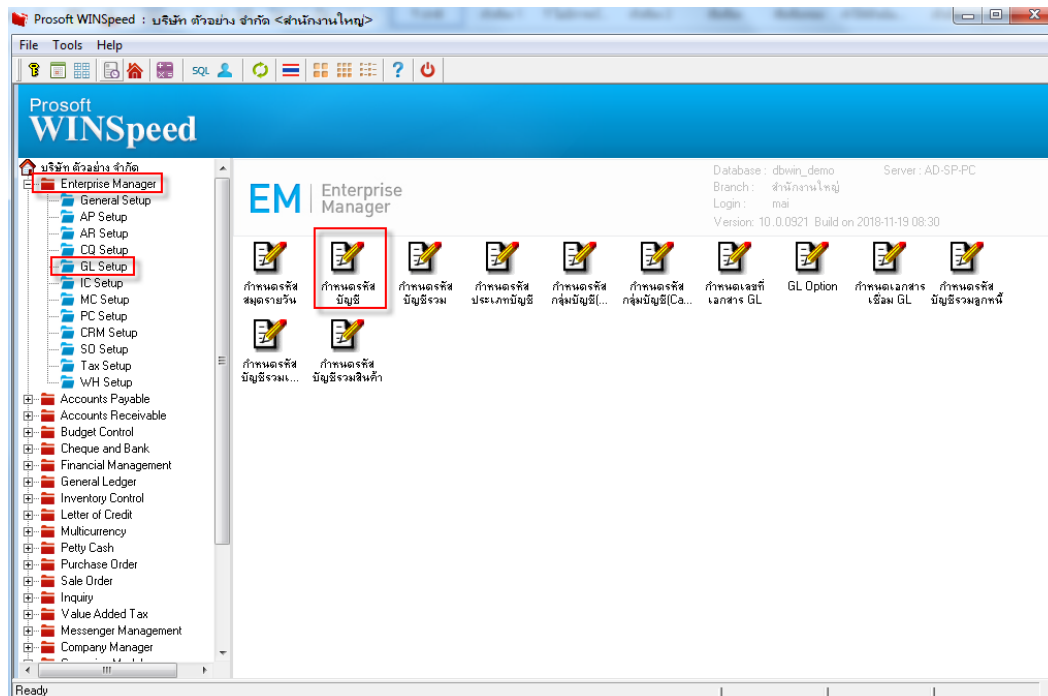 Prosoft WINSpeed : บริษัท ตัวอย่าง จำกัด <สำนักงานใหญ่>
File Tools Help
SQL
Prosoft
WINSpeed
บริษัท ตัวอย่าง จำกัด
Enterprise Manager
General Setup
AP Setup
AR Setup
CQ Setup
GL Setup
IC Setup
MC Setup
PC Setup
CRM Setup
SO Setup
Tax Setup
WH Setup
Accounts Payable
Accounts Receivable
Budget Control
Cheque and Bank
Financial Management
General Ledger
Inventory Control
Letter of Credit
Multicurrency
Petty Cash
Purchase Order
Sale Order
Inquiry
Value Added Tax
Messenger Management
Company Manager
EM Enterprise
Manager
Database : dbwin_demo Server : AD-SP-PC
Branch : สำนักงานใหญ่
Login : mai
Version: 10.0.0921 Build on 2018-11-19 08:30
กำหนดรหัส
สมุดรายวัน
กำหนดรหัส
บัญชี
กำหนดรหัส
บัญชีรวม
กำหนดรหัส
ประเภทบัญชี
กำหนดรหัส
กลุ่มบัญชี(...
กำหนดรหัส
กลุ่มบัญชี(Ca...
กำหนดเลขที่
เอกสาร GL
GL Option
กำหนดเอกสาร
เชื่อม GL
กำหนดรหัส
บัญชีรวมลูกหนี้
กำหนดรหัส
บัญชีรวมเ...
กำหนดรหัส
บัญชีรวมสินค้า
Ready